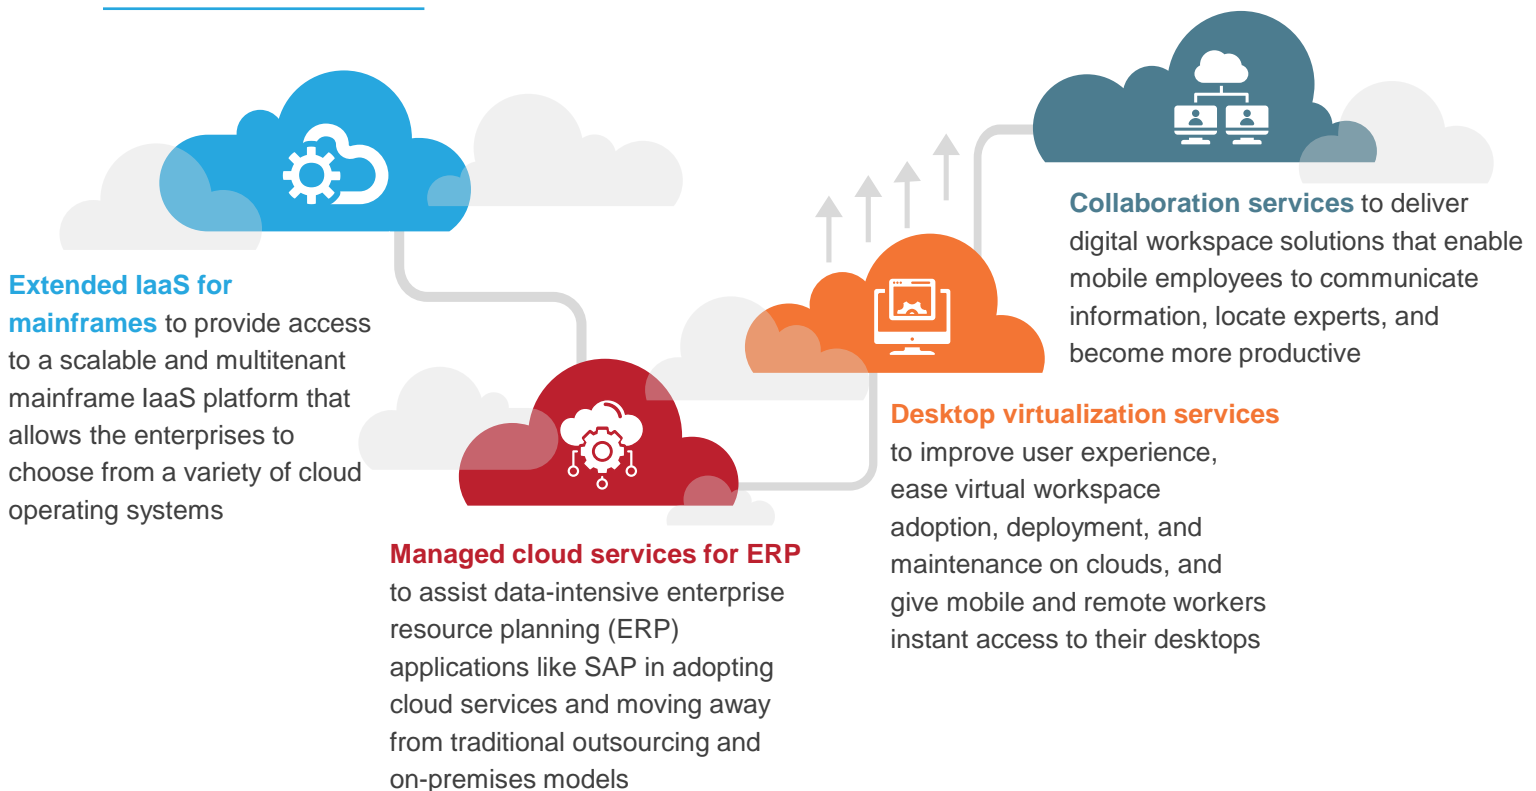 Extended IaaS for
mainframes to provide access
to a scalable and multitenant
mainframe IaaS platform that
allows the enterprises to
choose from a variety of cloud
operating systems
Managed cloud services for ERP
to assist data-intensive enterprise
resource planning (ERP)
applications like SAP in adopting
cloud services and moving away
from traditional outsourcing and
on-premises models
Desktop virtualization services
to improve user experience,
ease virtual workspace
adoption, deployment, and
maintenance on clouds, and
give mobile and remote workers
instant access to their desktops
Collaboration services to deliver
digital workspace solutions that enable
mobile employees to communicate
information, locate experts, and
become more productive